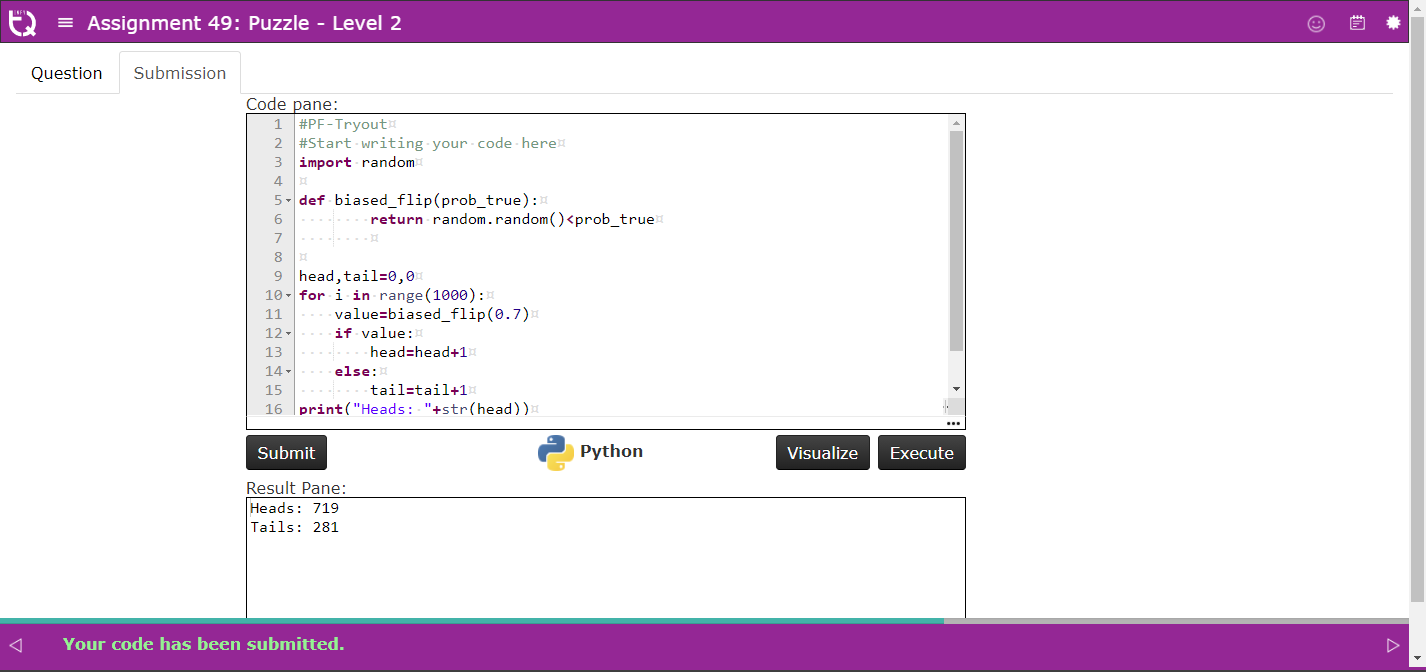 INFY
TQ
Assignment 49: Puzzle - Level 2
Question
Submission
Code pane:
1 #PF-Tryout
2 #Start writing your code here
3 import random
4
5 def biased_flip(prob_true):
6         return random.random()<prob_true
7
8
9 head,tail=0,0
10 for i in range(1000):
11     value=biased_flip(0.7)
12     if value:
13         head=head+1
14     else:
15         tail=tail+1
16 print("Heads: "+str(head))
Submit
Python
Visualize
Execute
Result Pane:
Heads: 719
Tails: 281
Your code has been submitted.